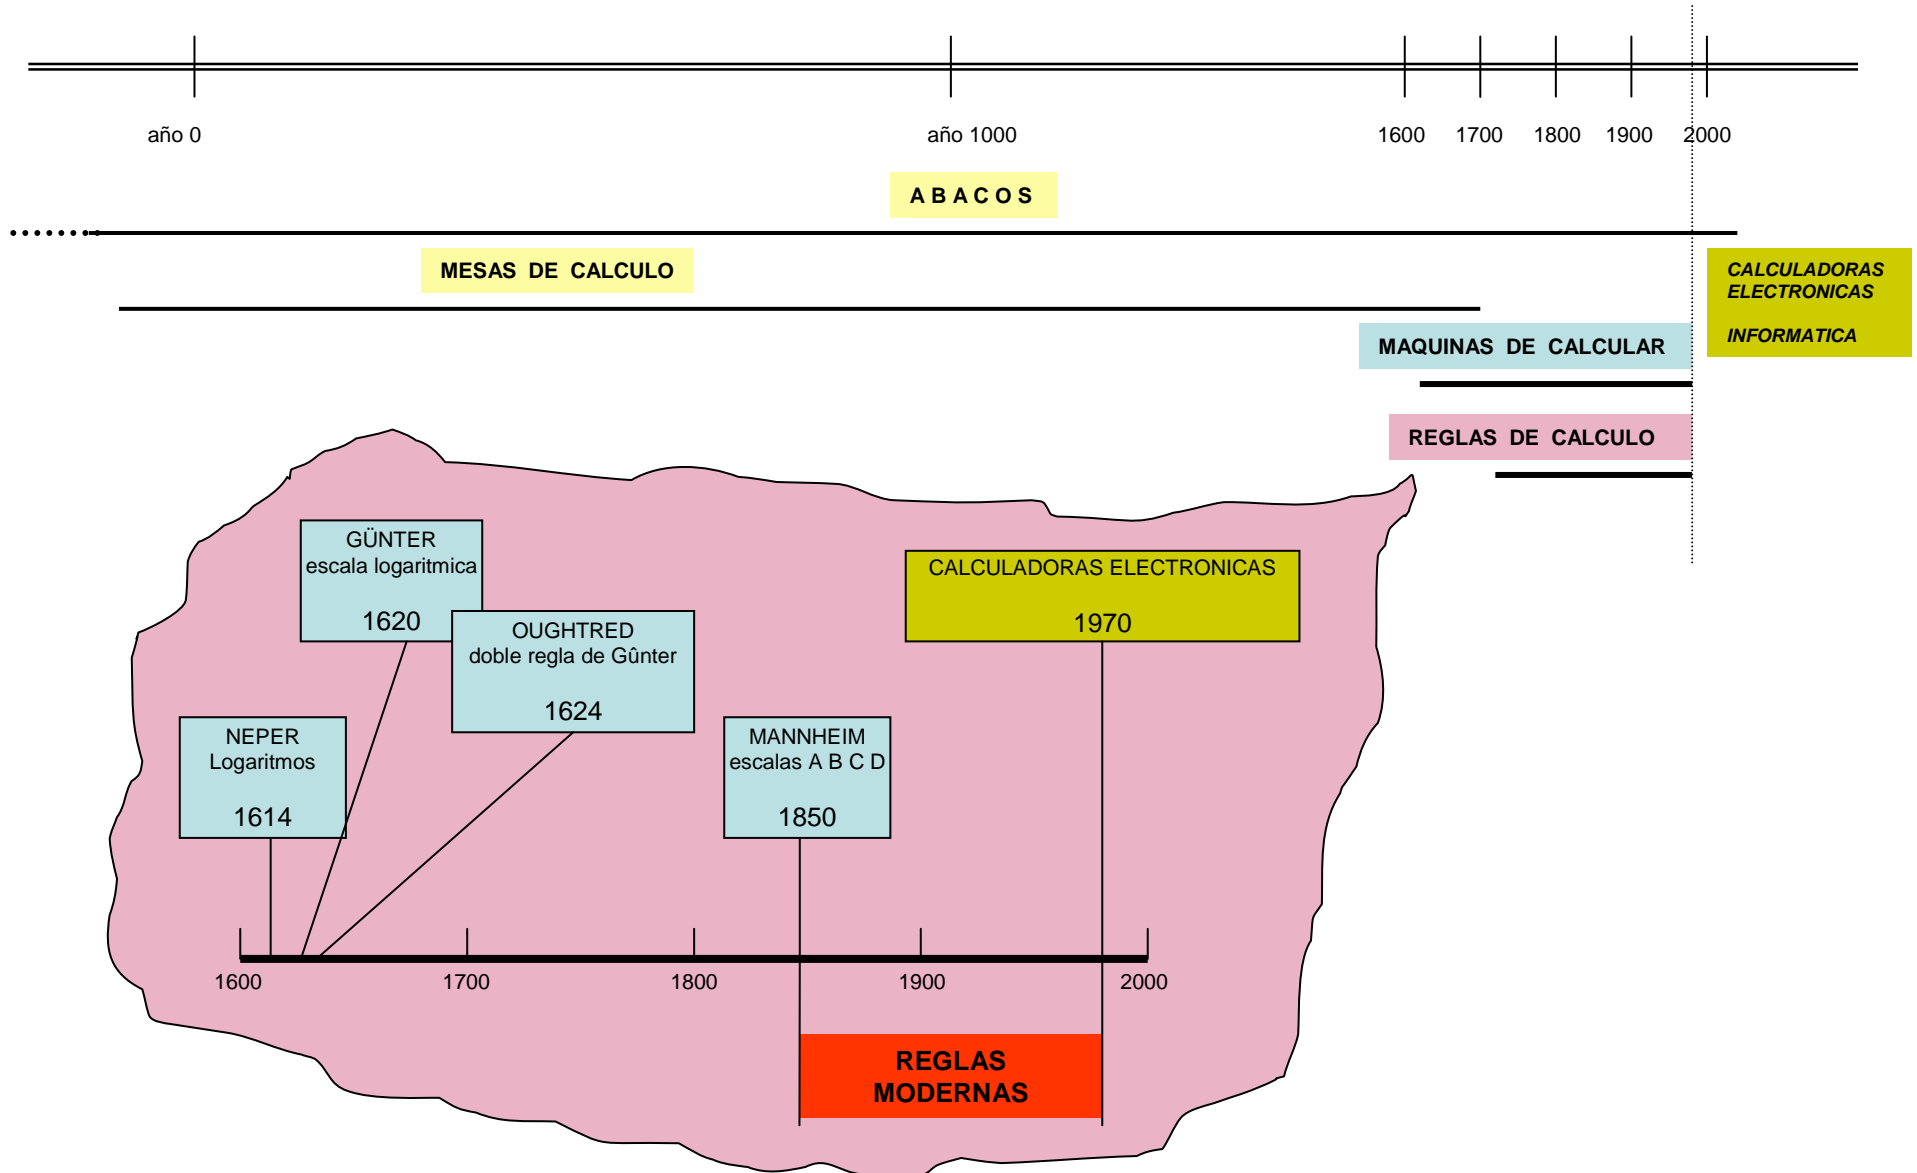 año 0
año 1000
1600
1700
1800
1900
2000
A B A C O S
MESAS DE CALCULO
CALCULADORAS
ELECTRONICAS
INFORMATICA
MAQUINAS DE CALCULAR
REGLAS DE CALCULO
GÜNTER
escala logaritmica
1620
OUGHTRED
doble regla de Gûnter
1624
CALCULADORAS ELECTRONICAS
1970
NEPER
Logaritmos
1614
MANNHEIM
escalas A B C D
1850
1600
1700
1800
1900
2000
REGLAS
MODERNAS